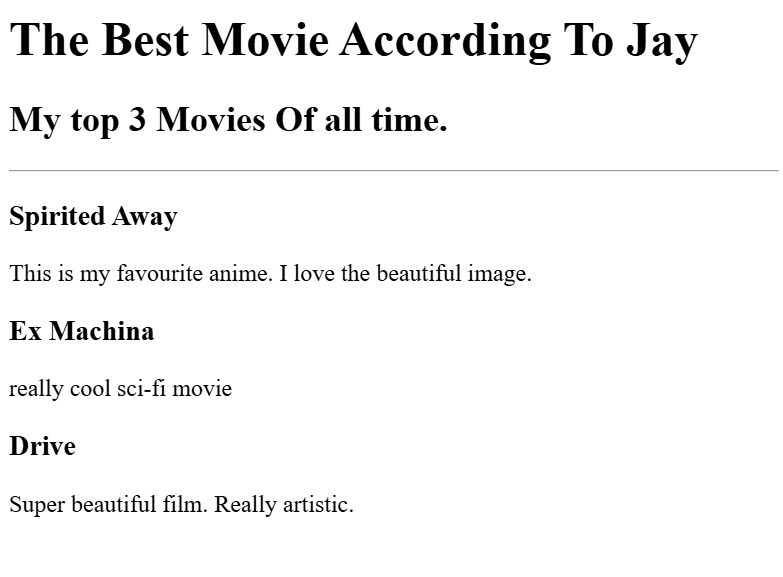 The Best Movie According To Jay
My top 3 Movies Of all time.
Spirited Away
This is my favourite anime. I love the beautiful image.
Ex Machina
really cool sci-fi movie
Drive
Super beautiful film. Really artistic.